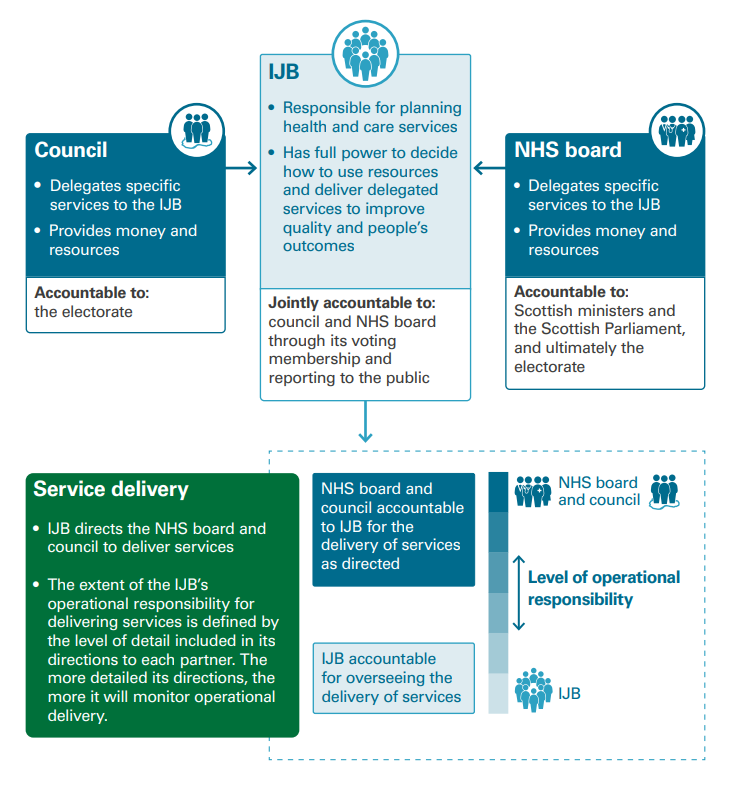 IJB
• Responsible for planning
health and care services
• Has full power to decide
how to use resources
and deliver delegated
services to improve
quality and people's
outcomes
Jointly accountable to:
council and NHS board
through its voting
membership and
reporting to the public
Council
• Delegates specific
services to the IJB
• Provides money and
resources
Accountable to:
the electorate
NHS board
• Delegates specific
services to the IJB
• Provides money and
resources
Accountable to:
Scottish ministers and
the Scottish Parliament,
and ultimately the
electorate
Service delivery
• IJB directs the NHS board and
council to deliver services
• The extent of the IJB's
operational responsibility for
delivering services is defined by
the level of detail included in its
directions to each partner. The
more detailed its directions, the
more it will monitor operational
delivery.
NHS board and
council accountable
to IJB for the
delivery of services
as directed
IJB accountable
for overseeing the
delivery of services
NHS board
and council
Level of operational
responsibility
IJB